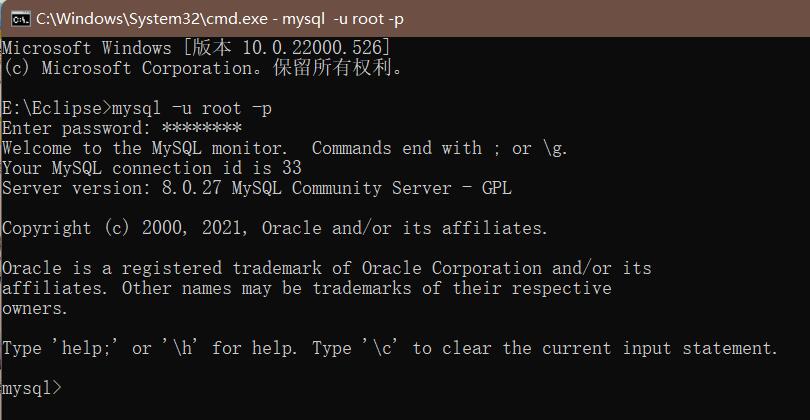 C:\Windows\System32\cmd.exe - mysql  -u root -p
Microsoft Windows [版本 10.0.22000.526]
(c) Microsoft Corporation。保留所有权利。
E:\Eclipse>mysql -u root -p
Enter password: ********
Welcome to the MySQL monitor.  Commands end with ; or \g.
Your MySQL connection id is 33
Server version: 8.0.27 MySQL Community Server - GPL
Copyright (c) 2000, 2021, Oracle and/or its affiliates.
Oracle is a registered trademark of Oracle Corporation and/or its
affiliates. Other names may be trademarks of their respective
owners.
Type 'help;' or '\h' for help. Type '\c' to clear the current input statement.
mysql>